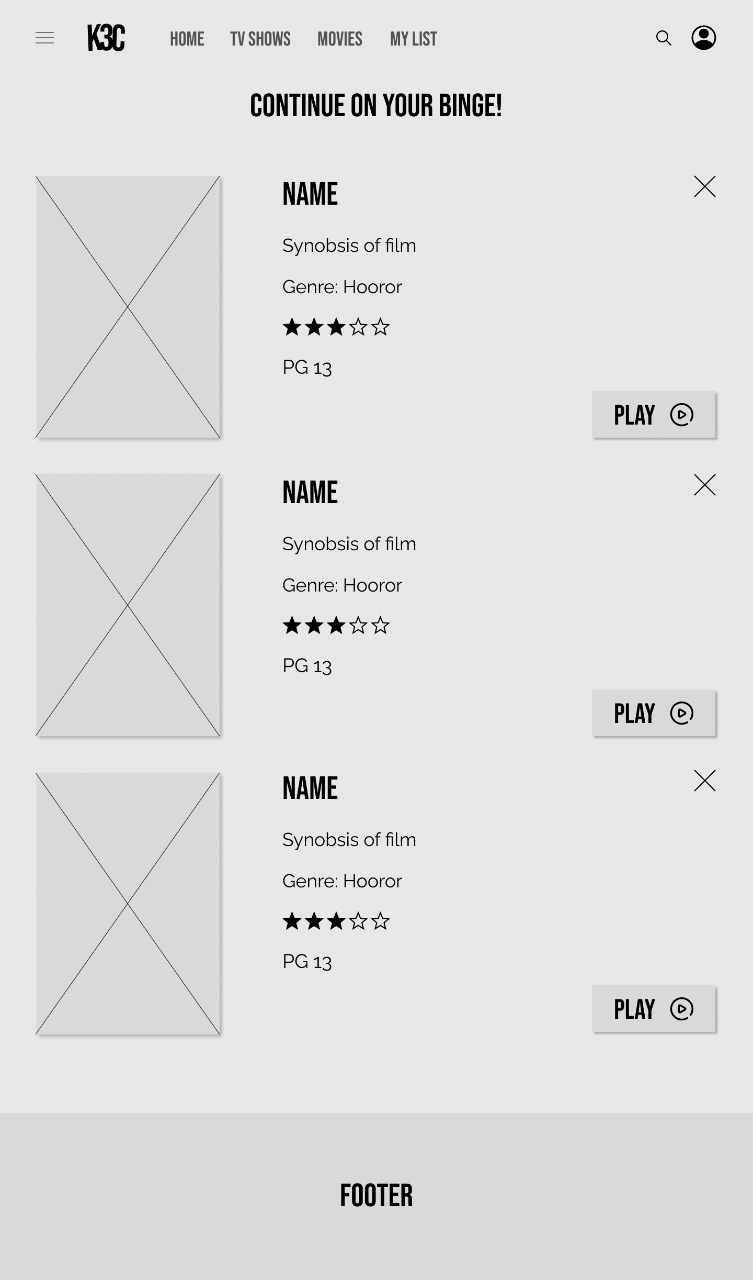 K3C HOME TV SHOWS MOVIES MY LIST
CONTINUE ON YOUR BINGE!
NAME
Synobsis of film
Genre: Hooror
PG 13
PLAY
NAME
Synobsis of film
Genre: Hooror
PG 13
PLAY
NAME
Synobsis of film
Genre: Hooror
PG 13
PLAY
FOOTER